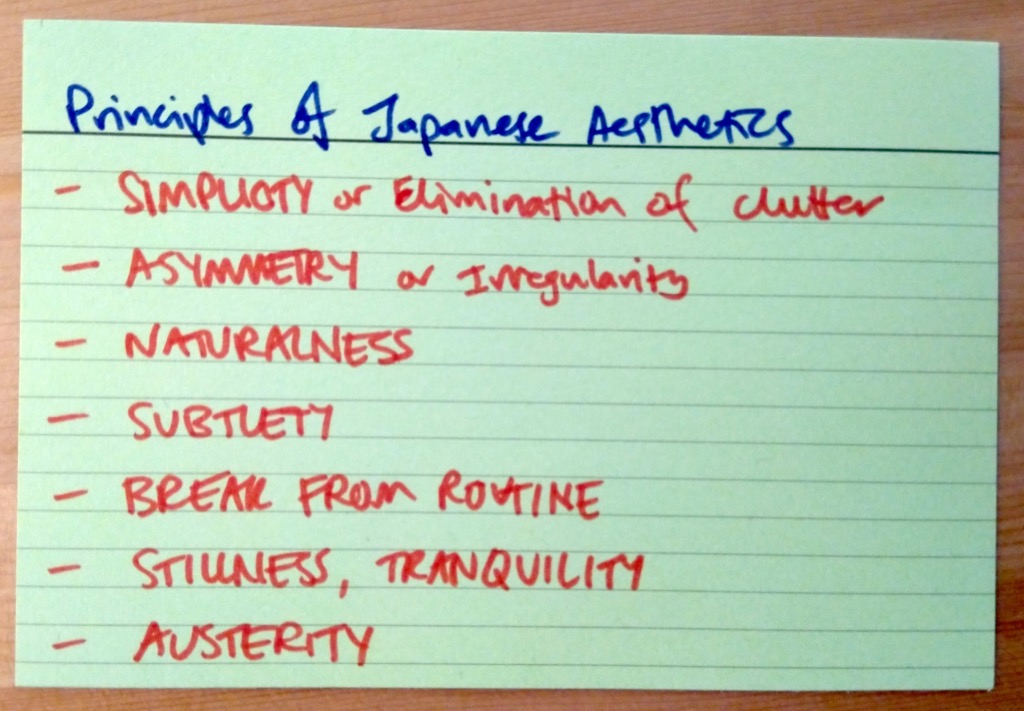 Principles of Japanese Aesthetics
- SIMPLICITY or Elimination of clutter
- ASYMMETRY or Irregularity
- NATURALNESS
- SUBTLETY
- BREAK FROM ROUTINE
- STILLNESS, TRANQUILITY
- AUSTERITY